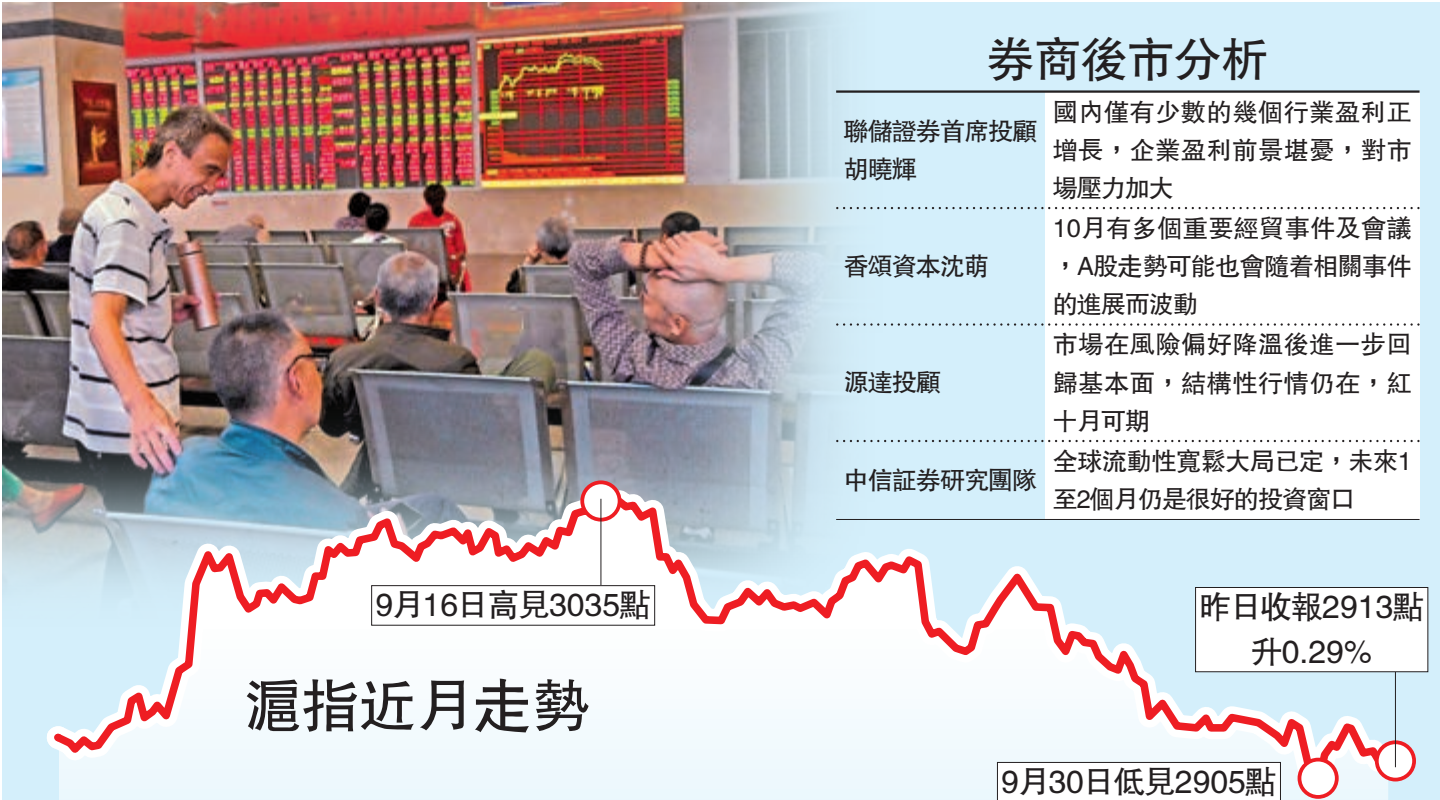 券商後市分析
聯儲證券首席投顧
胡曉輝
國內僅有少數的幾個行業盈利正
增長，企業盈利前景堪憂，對市
場壓力加大
香頌資本沈萌
10月有多個重要經貿事件及會議
，A股走勢可能也會隨着相關事件
的進展而波動
源達投顧
市場在風險偏好降溫後進一步回
歸基本面，結構性行情仍在，紅
十月可期
中信証券研究團隊
全球流動性寬鬆大局已定，未來1
至2個月仍是很好的投資窗口
9月16日高見3035點
昨日收報2913點
升0.29%
滬指近月走勢
9月30日低見2905點